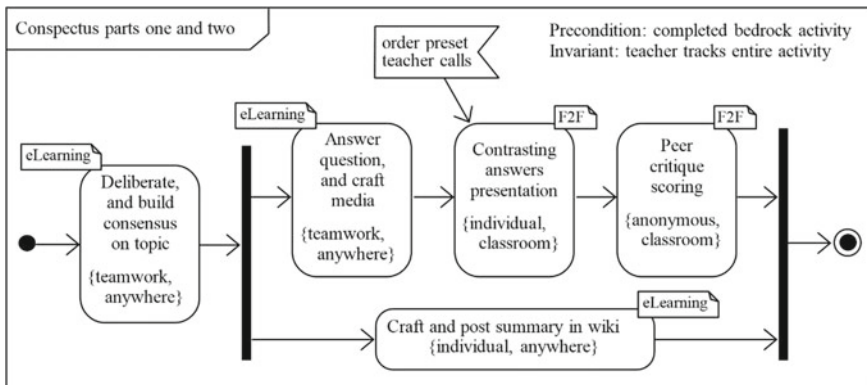 Conspectus parts one and two
Precondition: completed bedrock activity
Invariant: teacher tracks entire activity
order preset
teacher calls
eLearning
Deliberate,
and build
consensus
on topic
{teamwork,
anywhere}
eLearning
Answer
question,
and craft
media
{teamwork,
anywhere}
F2F
Contrasting
answers
presentation
{individual,
classroom}
F2F
Peer
critique
scoring
{anonymous,
classroom}
eLearning
Craft and post summary in wiki
{individual, anywhere}